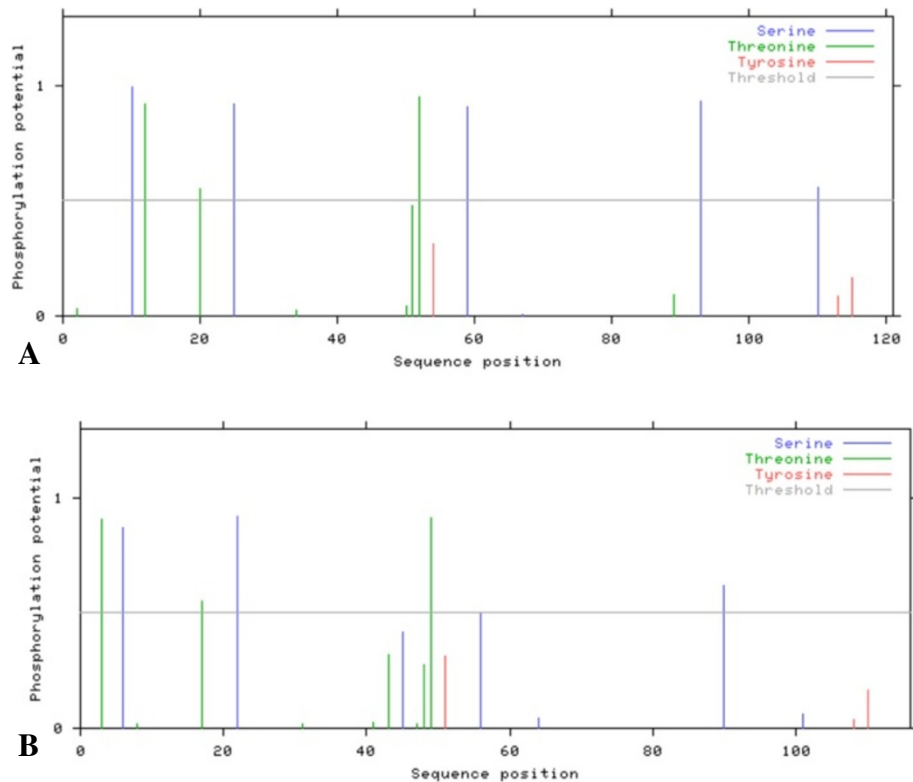 Phosphorylation potential
Serine
Threonine
Tyrosine
Threshold
1
0
0 20 40 60 80 100 120
A
Sequence position
Phosphorylation potential
Serine
Threonine
Tyrosine
Threshold
1
0
0 20 40 60 80 100
B
Sequence position